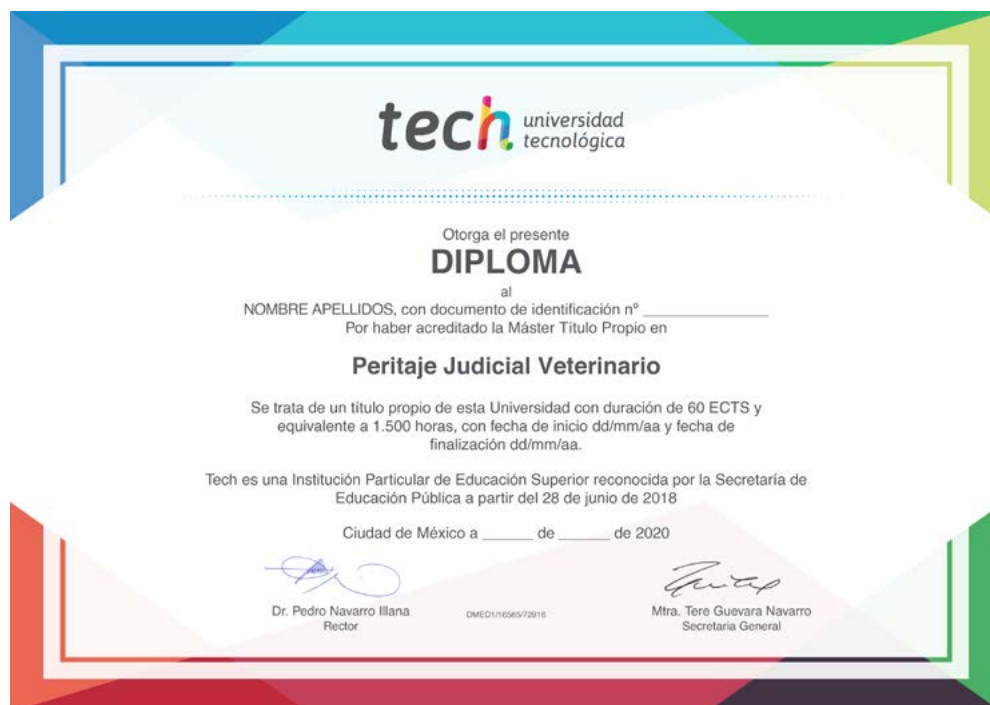 tech universidad
tecnológica
Otorga el presente
DIPLOMA
al
NOMBRE APELLIDOS, con documento de identificación nº ________________
Por haber acreditado la Máster Título Propio en
Peritaje Judicial Veterinario
Se trata de un título propio de esta Universidad con duración de 60 ECTS y
equivalente a 1.500 horas, con fecha de inicio dd/mm/aa y fecha de
finalización dd/mm/aa.
Tech es una Institución Particular de Educación Superior reconocida por la Secretaría de
Educación Pública a partir del 28 de junio de 2018
Ciudad de México a ______ de ______ de 2020
Dr. Pedro Navarro Illana
Rector
DMED1/16565/72916
Mtra. Tere Guevara Navarro
Secretaria General